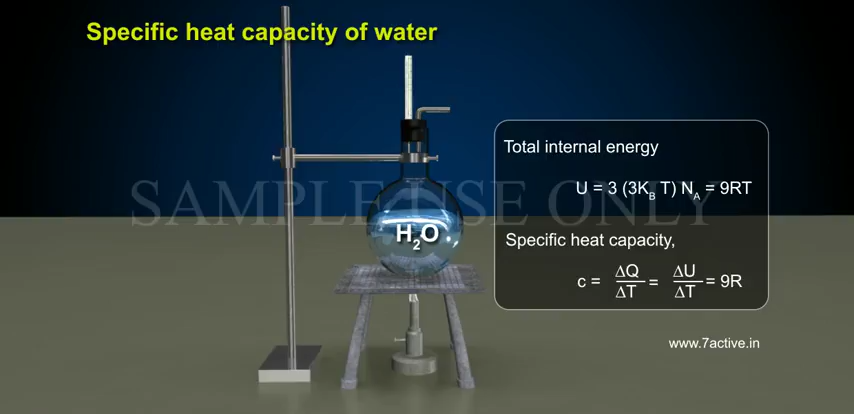 Specific heat capacity of water
Total internal energy
U = 3 (3K_B T) N_A = 9RT
SAMPLE USE ONLY
H₂O
Specific heat capacity,
c = ΔQ/ΔT = ΔU/ΔT = 9R
www.7active.in